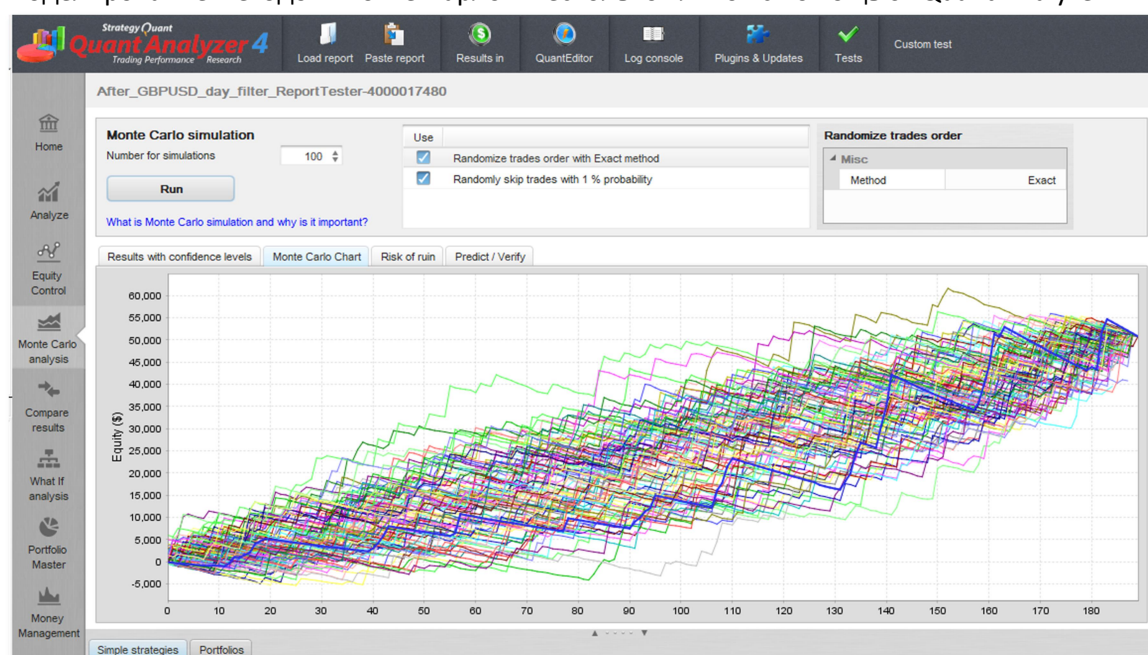 Strategy Quant
QuantAnalyzer 4
Trading Performance Research
Load report
Paste report
Results in
QuantEditor
Log console
Plugins & Updates
Tests
Custom test
After_GBPUSD_day_filter_ReportTester-4000017480
Home
Analyze
Equity
Control
Monte Carlo
analysis
Compare
results
What If
analysis
Portfolio
Master
Money
Management
Monte Carlo simulation
Number for simulations
100
Run
What is Monte Carlo simulation and why is it important?
Use
Randomize trades order with Exact method
Randomly skip trades with 1 % probability
Randomize trades order
Misc
Method Exact
Results with confidence levels
Monte Carlo Chart
Risk of ruin
Predict / Verify
Equity ($)
60,000
55,000
50,000
45,000
40,000
35,000
30,000
25,000
20,000
15,000
10,000
5,000
0
-5,000
0 10 20 30 40 50 60 70 80 90 100 110 120 130 140 150 160 170 180
Simple strategies
Portfolios